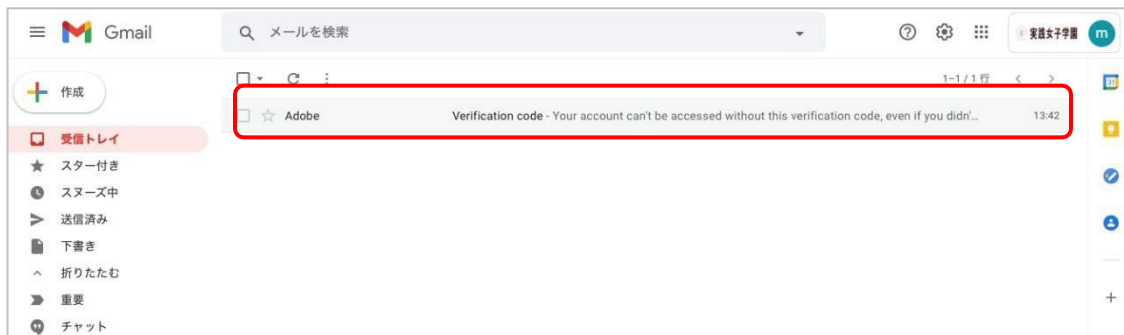 Gmail
メールを検索
実践女子学園
m
作成
1-1 / 1 行
31
Adobe
Verification code - Your account can't be accessed without this verification code, even if you didn'…
13:42
受信トレイ
スター付き
スヌーズ中
送信済み
下書き
折りたたむ
重要
チャット